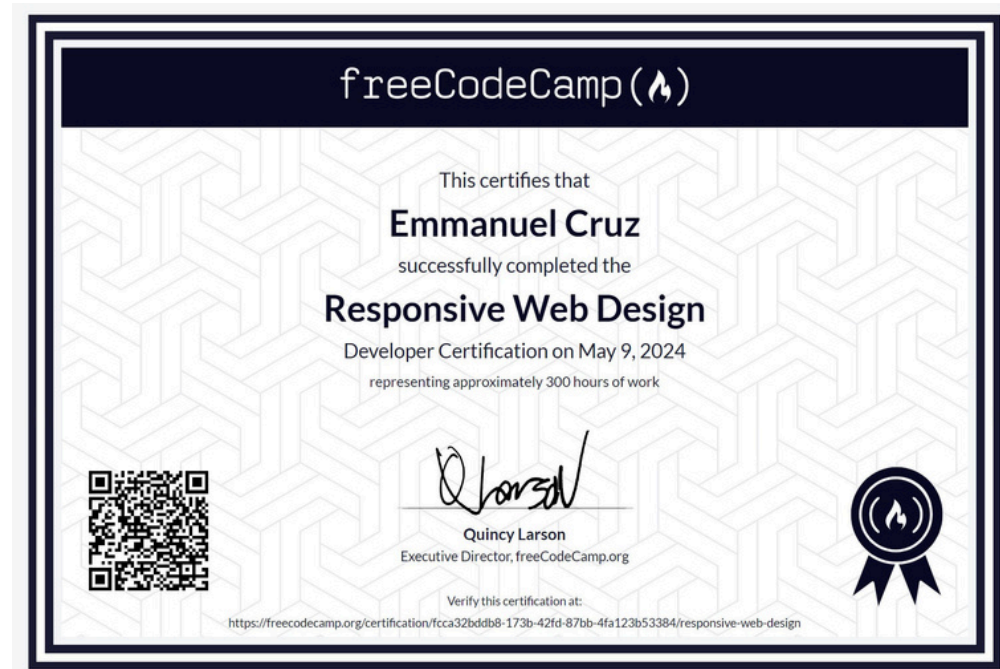 freeCodeCamp
This certifies that
Emmanuel Cruz
successfully completed the
Responsive Web Design
Developer Certification on May 9, 2024
representing approximately 300 hours of work
Q Larson
Quincy Larson
Executive Director, freeCodeCamp.org
Verify this certification at:
https://freecodecamp.org/certification/fcca32bddb8-173b-42fd-87bb-4fa123b53384/responsive-web-design